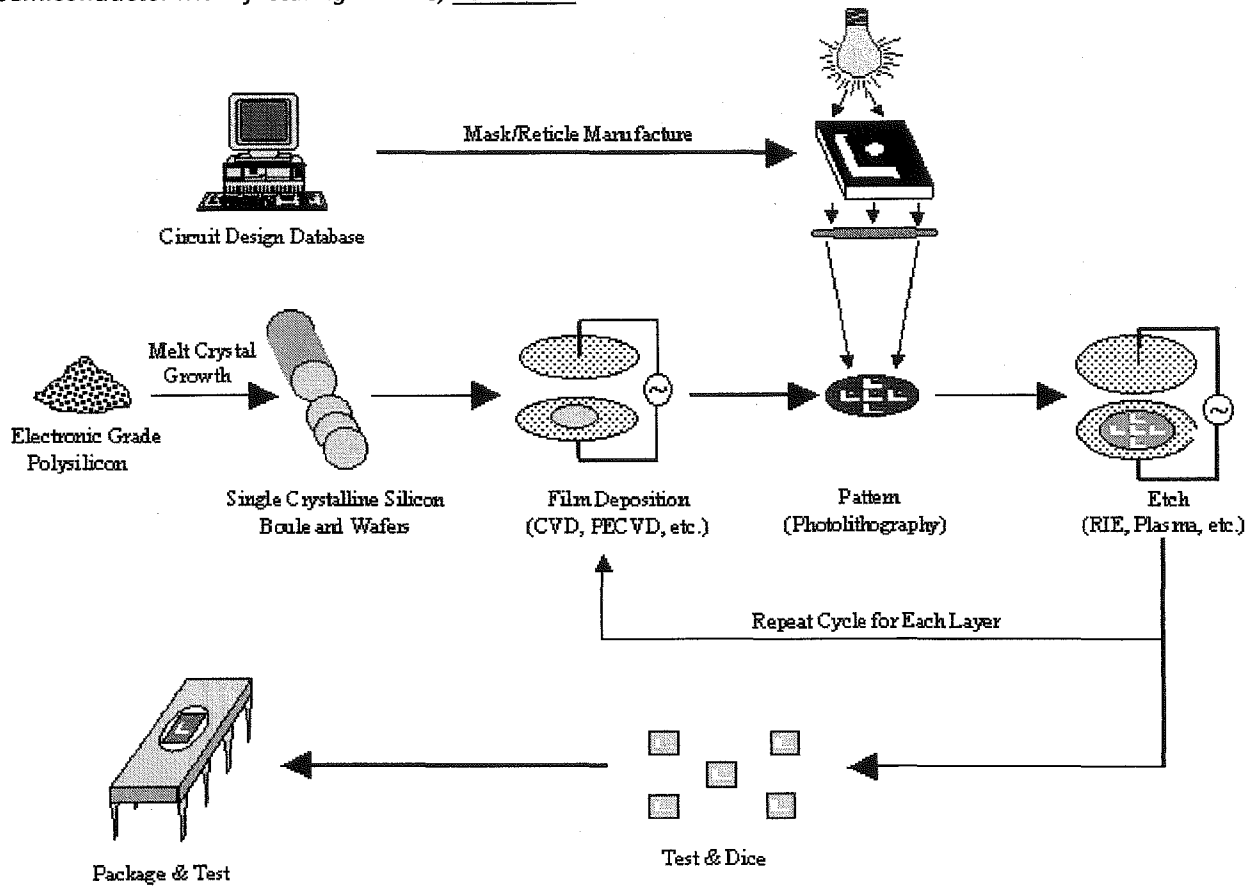 Mask/Reticle Manufacture
Circuit Design Database
Melt Crystal
Growth
Electronic Grade
Polysilicon
Single Crystalline Silicon
Boule and Wafers
Film Deposition
(CVD, PECVD, etc.)
Pattern
(Photolithography)
Etch
(RIE, Plasma, etc.)
Repeat Cycle for Each Layer
Test & Dice
Package & Test